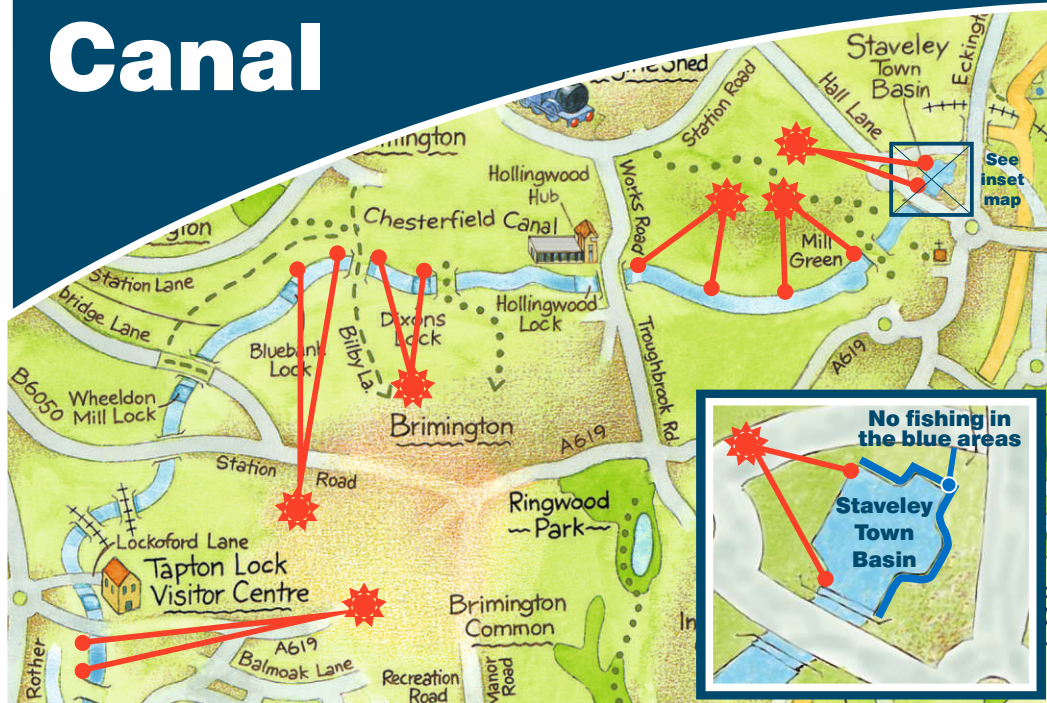 Canal
Staveley
Town
Basin
Hall Lane
Station Road
See
inset
map
Hollingwood
Hub
Works Road
Chesterfield Canal
Mill
Green
Station Lane
Hollingwood
Lock
Dixons
Lock
Bluebank
Lock
Bilby La.
Troughbrook Rd
A619
B6050
Wheeldon
Mill Lock
Brimington
A619
No fishing in
the blue areas
Station Road
Ringwood
Park
Staveley
Town
Basin
Lockoford Lane
Tapton Lock
Visitor Centre
Brimington
Common
A619
Balmoak Lane
Rother
Recreation
Road
Manor
Road